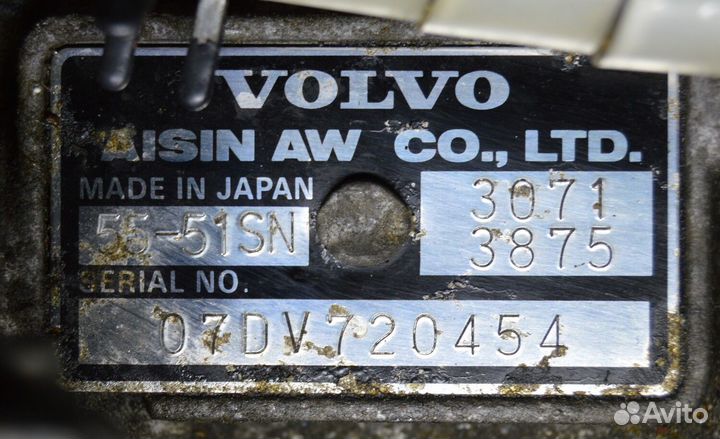 VOLVO
AISIN AW CO., LTD.
MADE IN JAPAN 3071
55-51SN 3875
SERIAL NO.
07DV720454
Avito